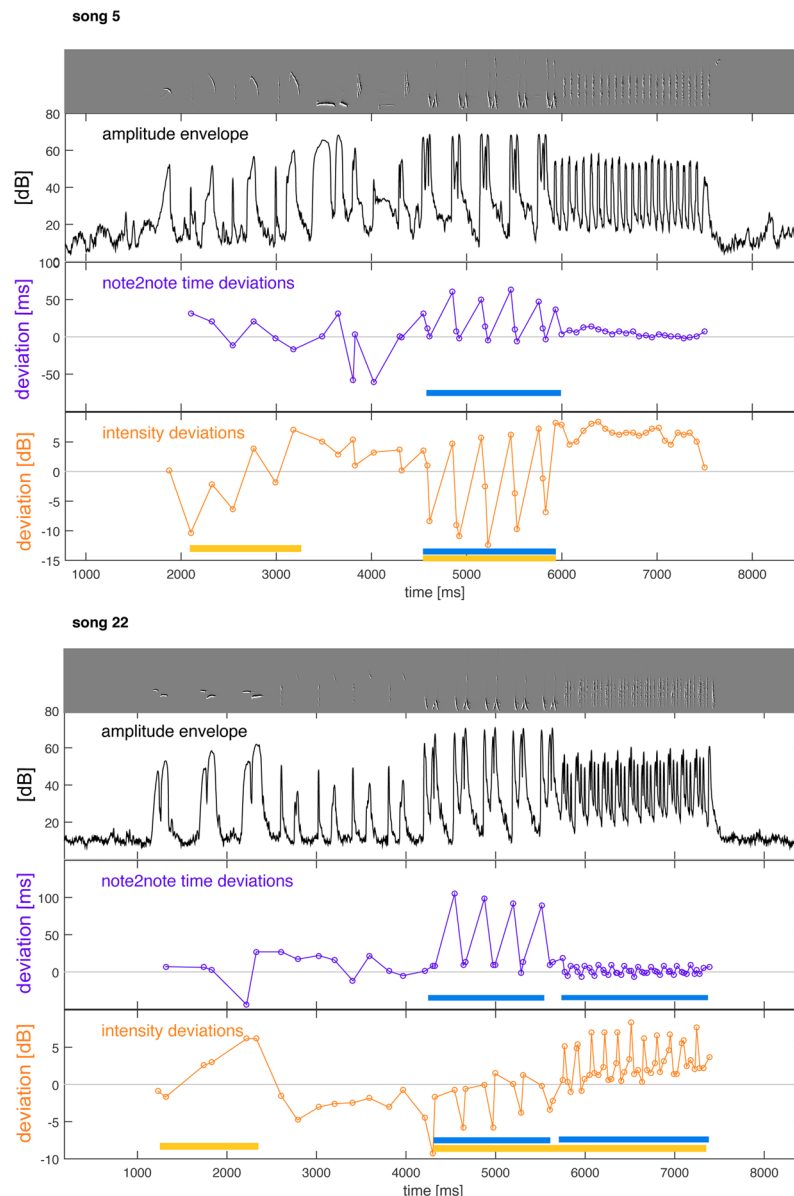 song 5
amplitude envelope
[dB]
80
60
40
20
note2note time deviations
deviation [ms]
100
50
0
-50
intensity deviations
deviation [dB]
5
0
-5
-10
-15
1000 2000 3000 4000 5000 6000 7000 8000
time [ms]
song 22
amplitude envelope
[dB]
80
60
40
20
note2note time deviations
deviation [ms]
100
50
0
intensity deviations
deviation [dB]
5
0
-5
-10
1000 2000 3000 4000 5000 6000 7000 8000
time [ms]